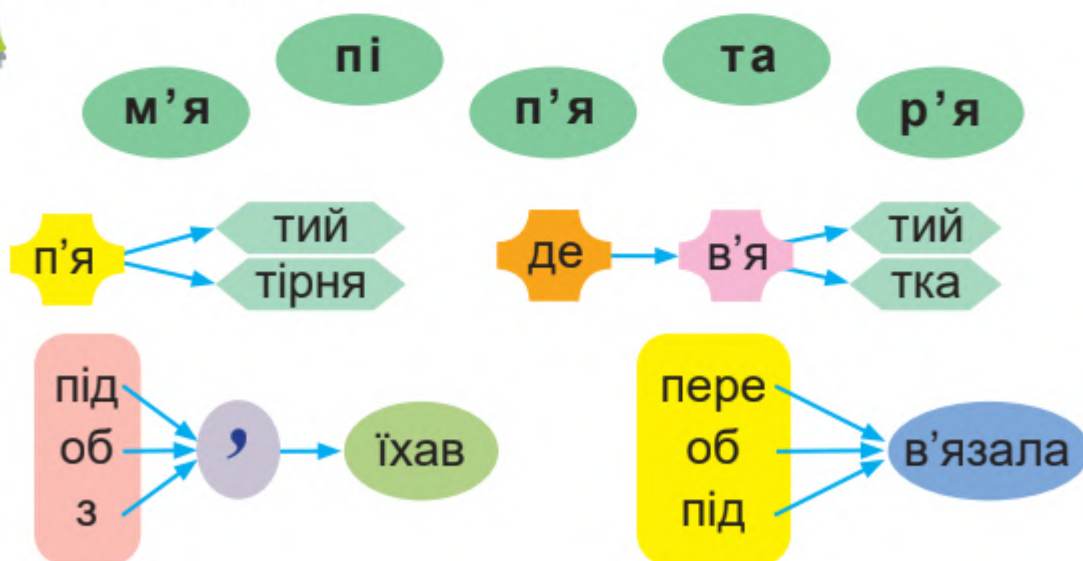 м’я пі п’я та р’я
п’я тий де в’я тий
тірня тка
під пере
об ’ їхав об в’язала
з під